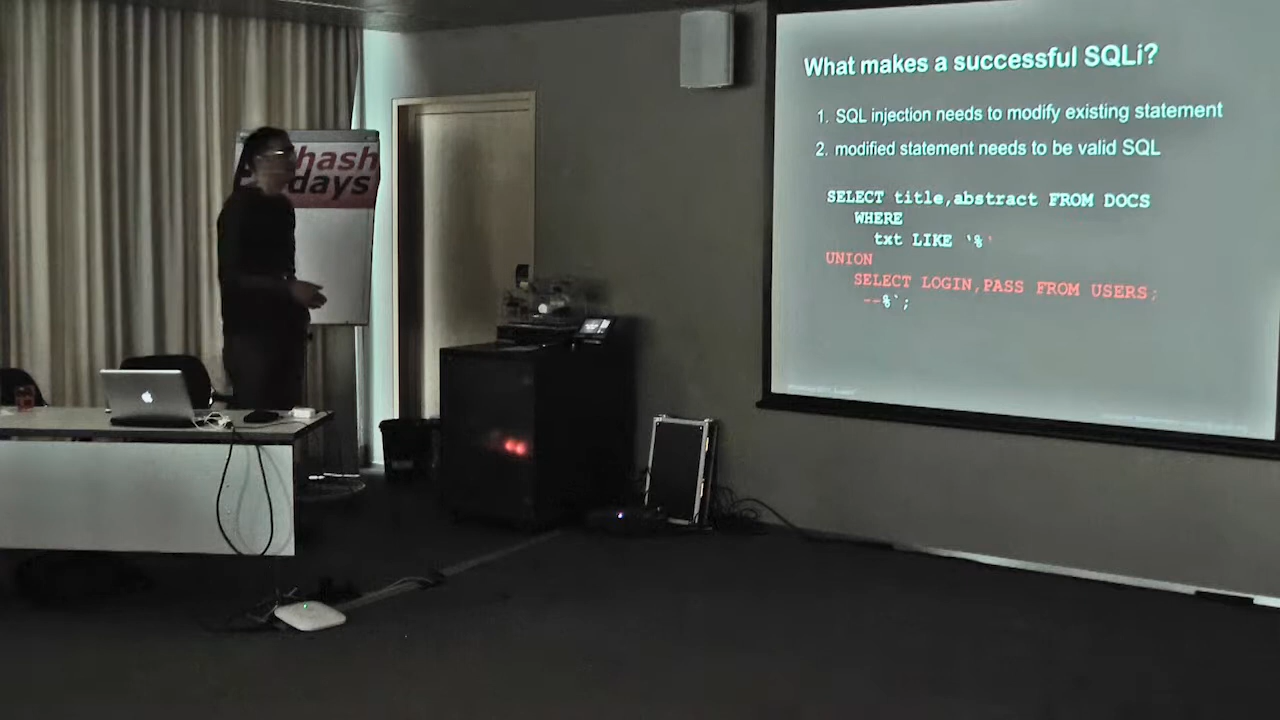 hash
days
What makes a successful SQLi?
1. SQL injection needs to modify existing statement
2. modified statement needs to be valid SQL
SELECT title,abstract FROM DOCS
WHERE
txt LIKE '%'
UNION
SELECT LOGIN,PASS FROM USERS;
--%`;